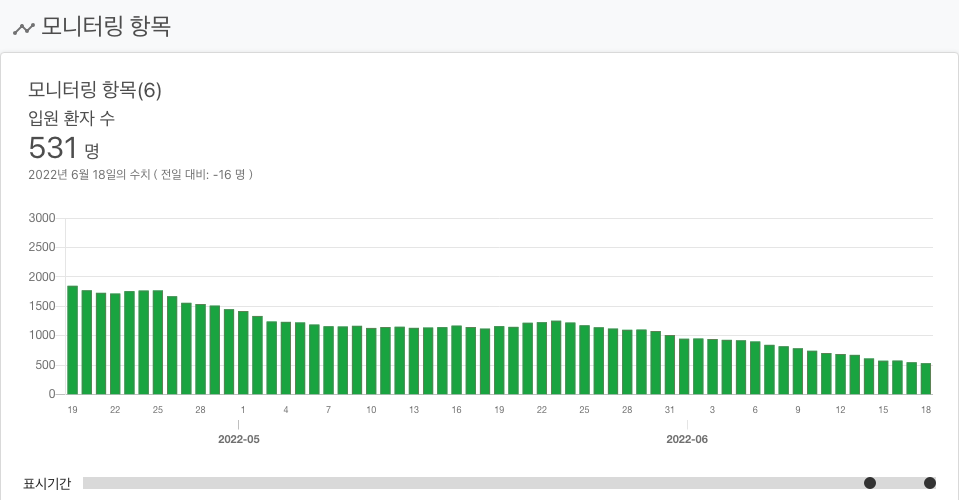 모니터링 항목
모니터링 항목(6)
입원 환자 수
531 명
2022년 6월 18일의 수치 ( 전일 대비: -16 명 )
3000
2500
2000
1500
1000
500
0
19 22 25 28 1 4 7 10 13 16 19 22 25 28 31 3 6 9 12 15 18
2022-05 2022-06
표시기간